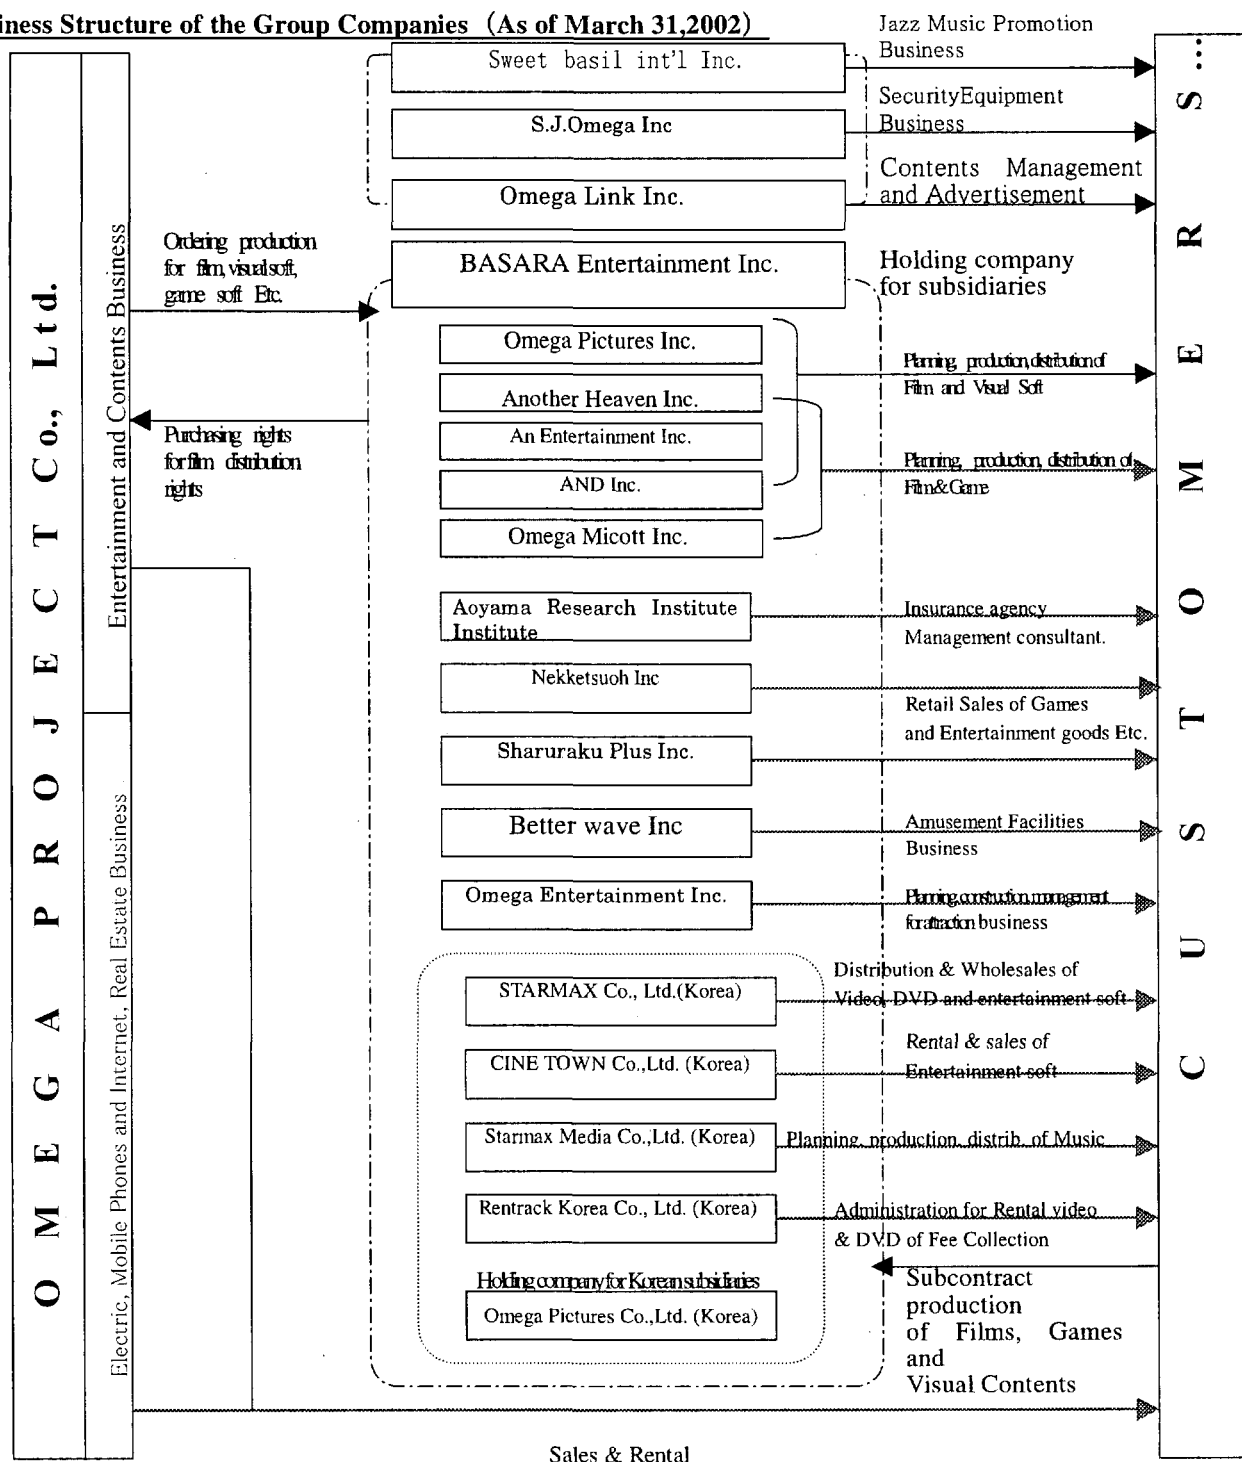 iness Structure of the Group Companies (As of March 31,2002)
OMEGA PROJECT Co., Ltd.
Entertainment and Contents Business
Electric, Mobile Phones and Internet, Real Estate Business
Ordering production
for film, visual soft,
game soft Etc.
Purchasing rights
for film distribution
rights
Sweet basil int'l Inc.
Jazz Music Promotion
Business
S.J.Omega Inc
SecurityEquipment
Business
Omega Link Inc.
Contents Management
and Advertisement
BASARA Entertainment Inc.
Holding company
for subsidiaries
Omega Pictures Inc.
Another Heaven Inc.
An Entertainment Inc.
AND Inc.
Omega Micott Inc.
Planning, production, distribution of
Film and Visual Soft
Planning, production, distribution of
Film & Game
Aoyama Research Institute
Institute
Insurance agency
Management consultant.
Nekketsuoh Inc
Retail Sales of Games
and Entertainment goods Etc.
Sharuraku Plus Inc.
Better wave Inc
Amusement Facilities
Business
Omega Entertainment Inc.
Planning, construction, management
for attraction business
STARMAX Co., Ltd.(Korea)
Distribution & Wholesales of
Video, DVD and entertainment soft
CINE TOWN Co.,Ltd. (Korea)
Rental & sales of
Entertainment soft
Starmax Media Co.,Ltd. (Korea)
Planning, production, distrib. of Music
Rentrack Korea Co., Ltd. (Korea)
Administration for Rental video
& DVD of Fee Collection
Holding company for Korean subsidiaries
Omega Pictures Co.,Ltd. (Korea)
Subcontract
production
of Films, Games
and
Visual Contents
Sales & Rental
CUSTOMERS...